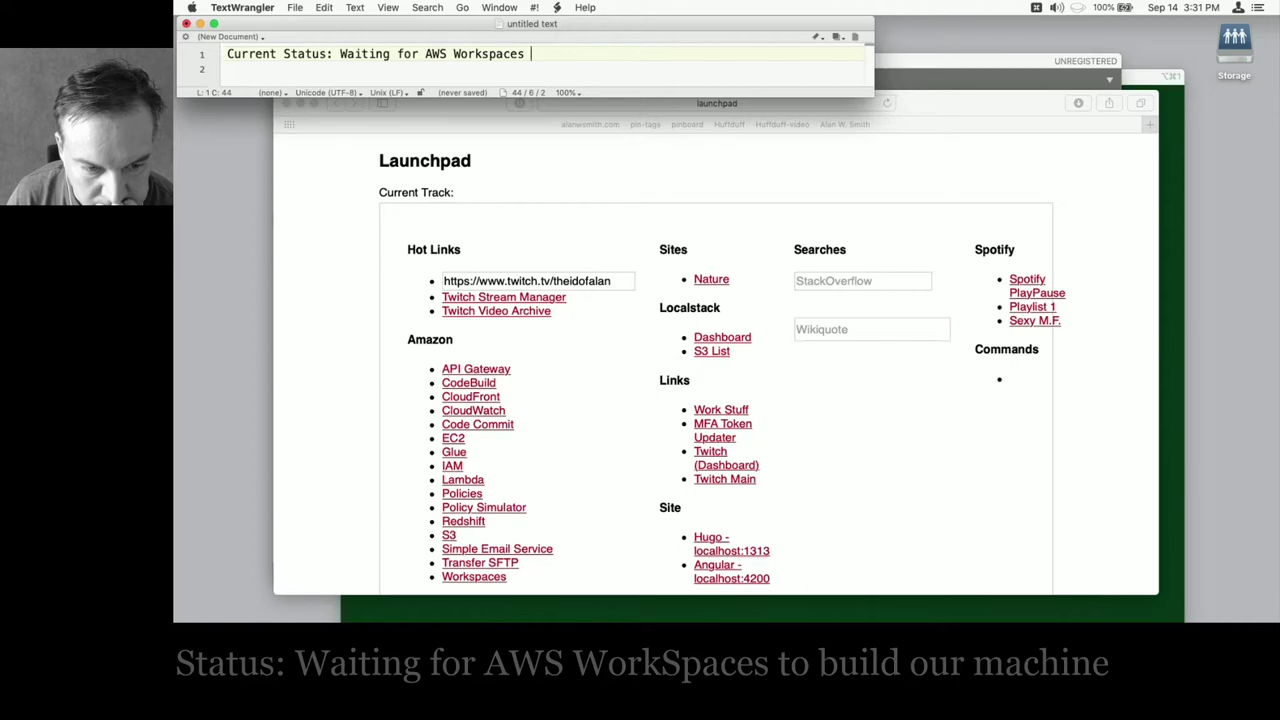 TextWrangler File Edit Text View Search Go Window #! Help
100% Sep 14 3:31 PM
untitled text
(New Document)
1 Current Status: Waiting for AWS Workspaces
2
L: 1 C: 44 (none) Unicode (UTF-8) Unix (LF) (never saved) 44 / 6 / 2 100%
Storage
UNREGISTERED
⌥⌘1
launchpad
alanwsmith.com pin-tags pinboard Huffduff Huffduff-video Alan W. Smith
Launchpad
Current Track:
Hot Links
https://www.twitch.tv/theidofalan
Twitch Stream Manager
Twitch Video Archive
Amazon
API Gateway
CodeBuild
CloudFront
CloudWatch
Code Commit
EC2
Glue
IAM
Lambda
Policies
Policy Simulator
Redshift
S3
Simple Email Service
Transfer SFTP
Workspaces
Sites
Nature
Localstack
Dashboard
S3 List
Links
Work Stuff
MFA Token
Updater
Twitch
(Dashboard)
Twitch Main
Site
Hugo -
localhost:1313
Angular -
localhost:4200
Searches
StackOverflow
Wikiquote
Spotify
Spotify
PlayPause
Playlist 1
Sexy M.F.
Commands
Status: Waiting for AWS WorkSpaces to build our machine